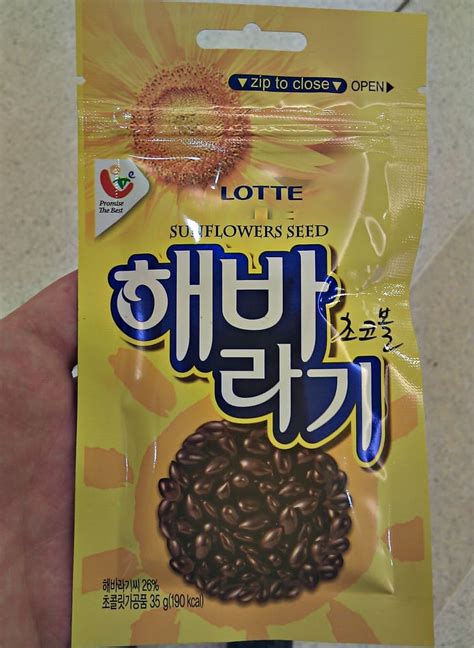 ▼zip to close▼ OPEN▶
e
Promise
The Best
LOTTE
SUNFLOWERS SEED
해바
라기
초코볼
해바라기씨 26%
초콜릿가공품 35 g(190 kcal)